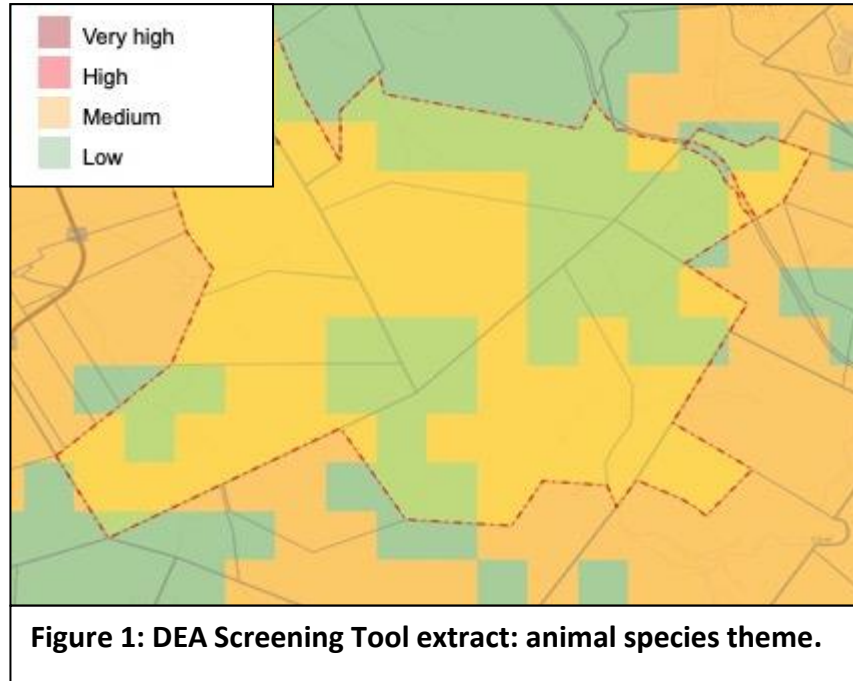 Very high
High
Medium
Low
Figure 1: DEA Screening Tool extract: animal species theme.